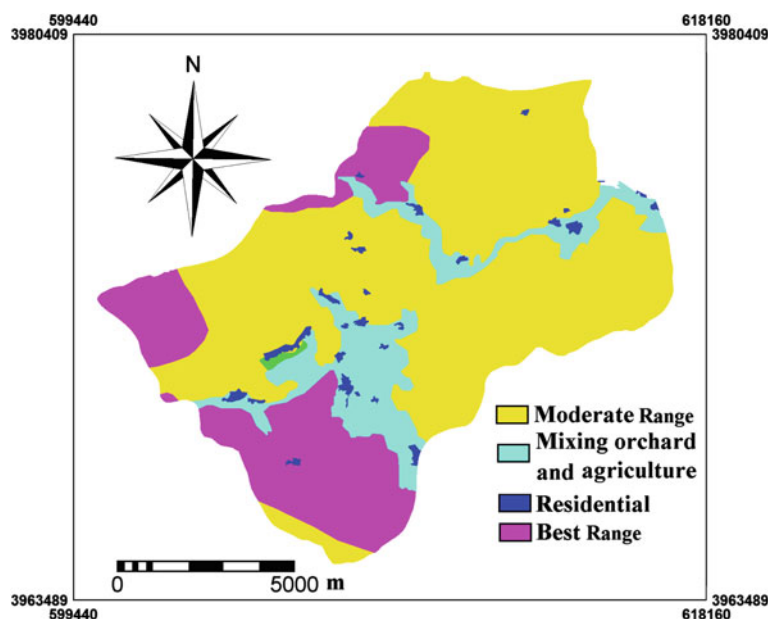 599440
618160
3980409
3980409
N
Moderate Range
Mixing orchard
and agriculture
Residential
Best Range
0
5000 m
3963489
3963489
599440
618160